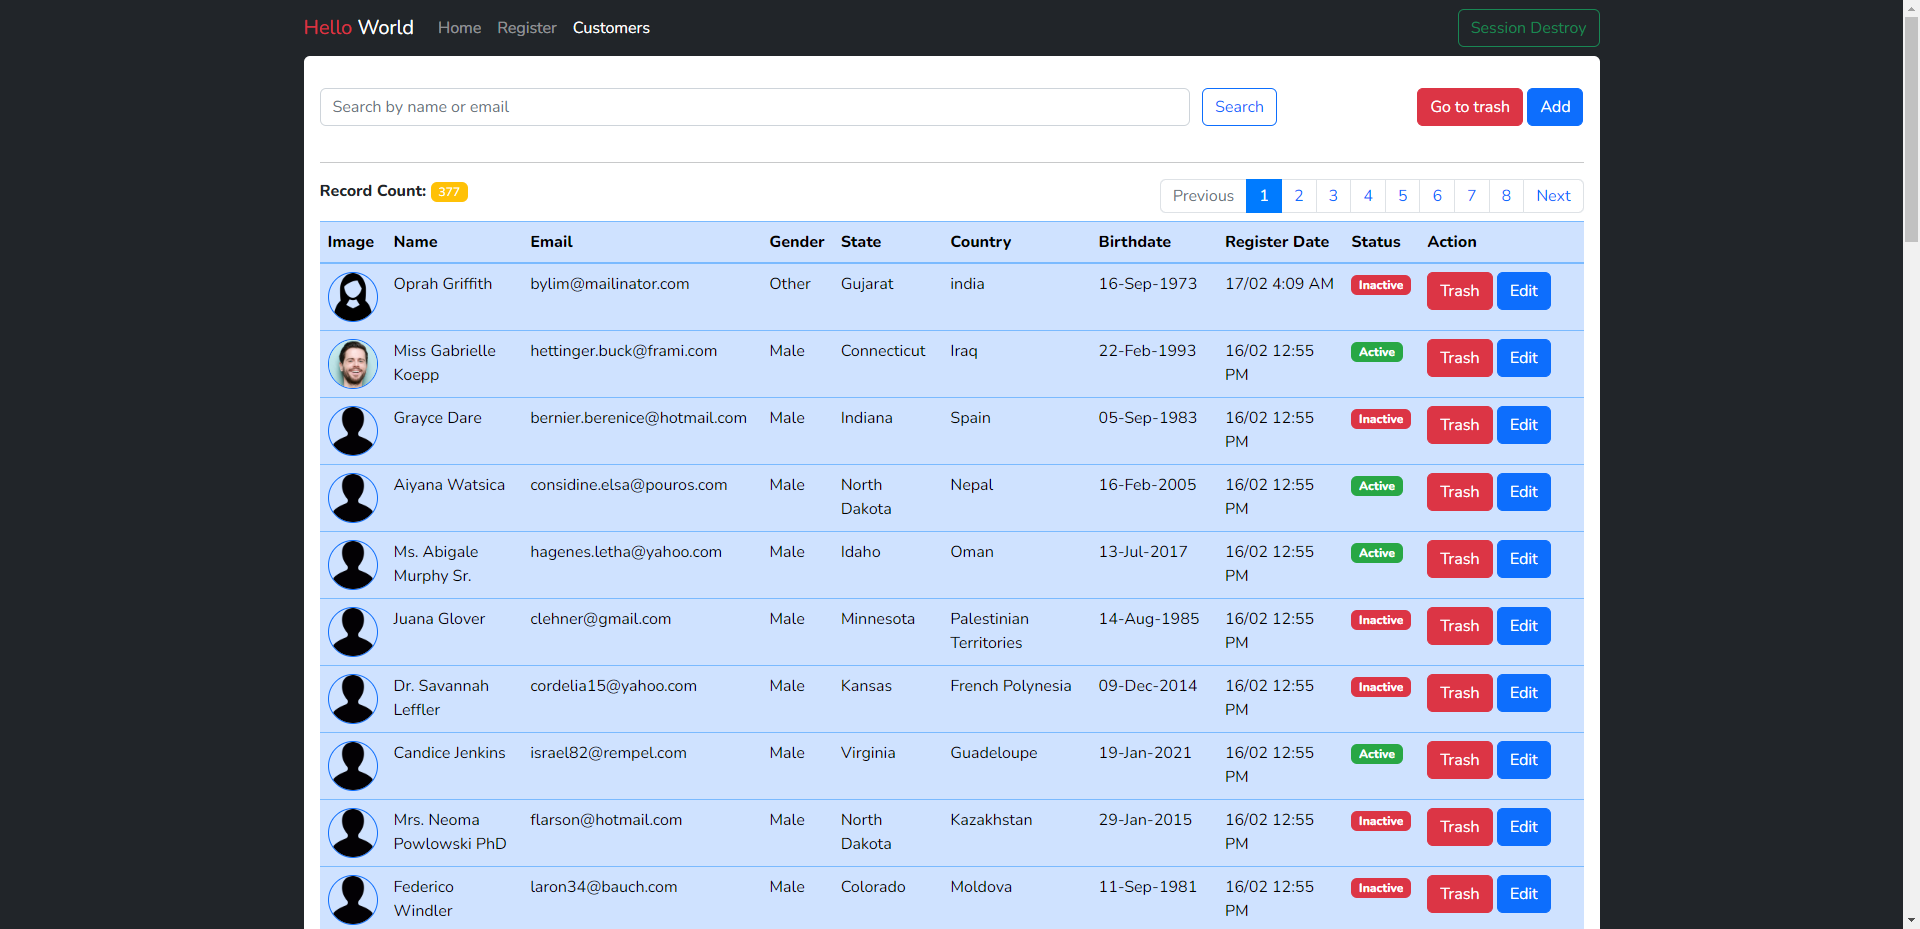 Hello World Home Register Customers Session Destroy
Search by name or email Search Go to trash Add
Record Count: 377 Previous 1 2 3 4 5 6 7 8 Next
Image Name Email Gender State Country Birthdate Register Date Status Action
Oprah Griffith bylim@mailinator.com Other Gujarat india 16-Sep-1973 17/02 4:09 AM Inactive Trash Edit
Miss Gabrielle hettinger.buck@frami.com Male Connecticut Iraq 22-Feb-1993 16/02 12:55 Active Trash Edit
Koepp PM
Grayce Dare bernier.berenice@hotmail.com Male Indiana Spain 05-Sep-1983 16/02 12:55 Inactive Trash Edit
PM
Aiyana Watsica considine.elsa@pouros.com Male North Nepal 16-Feb-2005 16/02 12:55 Active Trash Edit
Dakota PM
Ms. Abigale hagenes.letha@yahoo.com Male Idaho Oman 13-Jul-2017 16/02 12:55 Active Trash Edit
Murphy Sr. PM
Juana Glover clehner@gmail.com Male Minnesota Palestinian 14-Aug-1985 16/02 12:55 Inactive Trash Edit
Territories PM
Dr. Savannah cordelia15@yahoo.com Male Kansas French Polynesia 09-Dec-2014 16/02 12:55 Inactive Trash Edit
Leffler PM
Candice Jenkins israel82@rempel.com Male Virginia Guadeloupe 19-Jan-2021 16/02 12:55 Active Trash Edit
PM
Mrs. Neoma flarson@hotmail.com Male North Kazakhstan 29-Jan-2015 16/02 12:55 Inactive Trash Edit
Powlowski PhD Dakota PM
Federico laron34@bauch.com Male Colorado Moldova 11-Sep-1981 16/02 12:55 Inactive Trash Edit
Windler PM